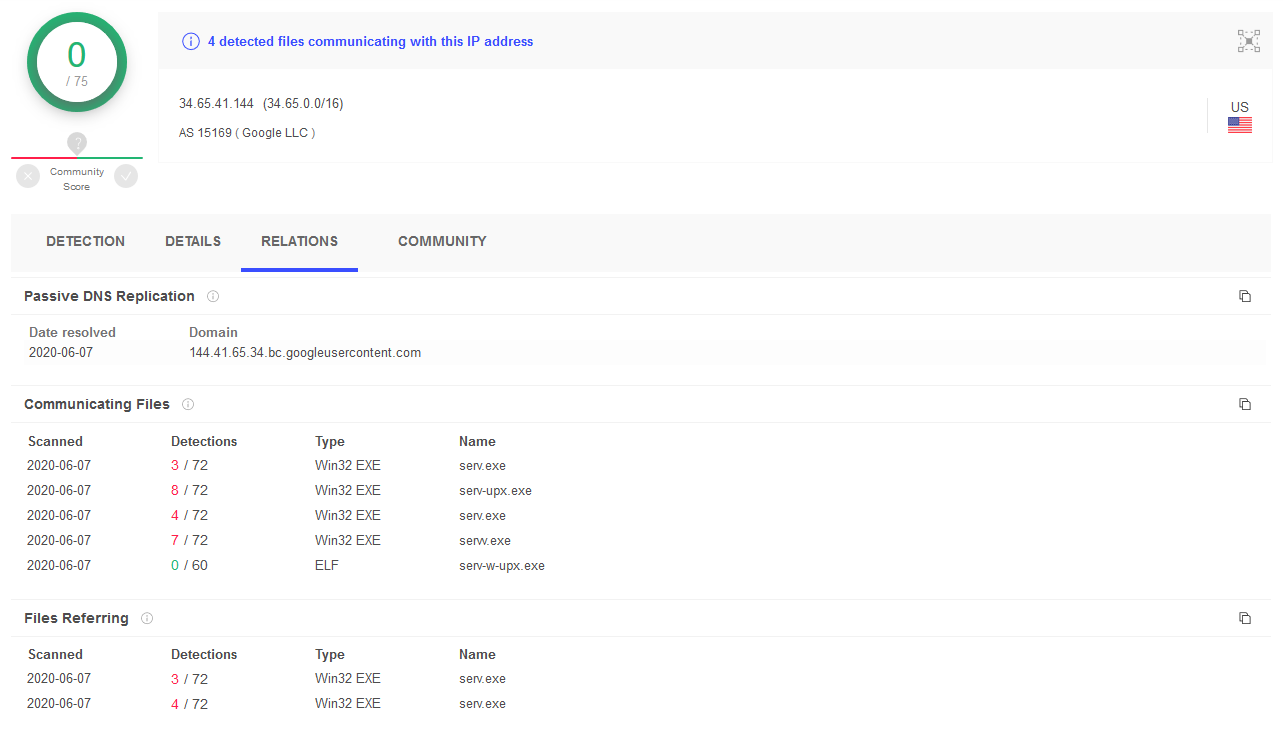 0
/ 75
? 
Community
Score
4 detected files communicating with this IP address
34.65.41.144 (34.65.0.0/16)
AS 15169 ( Google LLC )
US
DETECTION DETAILS RELATIONS COMMUNITY
Passive DNS Replication
Date resolved Domain
2020-06-07 144.41.65.34.bc.googleusercontent.com
Communicating Files
Scanned Detections Type Name
2020-06-07 3 / 72 Win32 EXE serv.exe
2020-06-07 8 / 72 Win32 EXE serv-upx.exe
2020-06-07 4 / 72 Win32 EXE serv.exe
2020-06-07 7 / 72 Win32 EXE servv.exe
2020-06-07 0 / 60 ELF serv-w-upx.exe
Files Referring
Scanned Detections Type Name
2020-06-07 3 / 72 Win32 EXE serv.exe
2020-06-07 4 / 72 Win32 EXE serv.exe